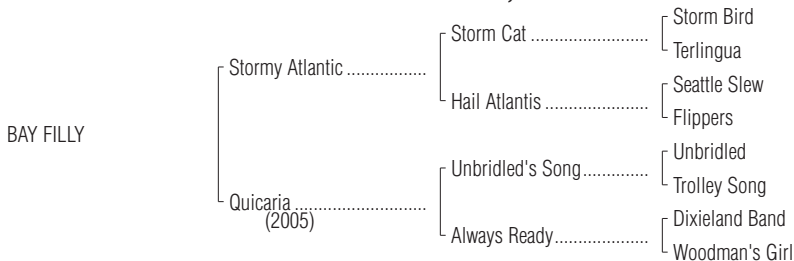 Storm Bird
Storm Cat ........................
Terlingua
Stormy Atlantic .................
Seattle Slew
Hail Atlantis ......................
Flippers
BAY FILLY
Unbridled
Unbridled's Song..............
Trolley Song
Quicaria ............................
(2005)
Dixieland Band
Always Ready....................
Woodman's Girl